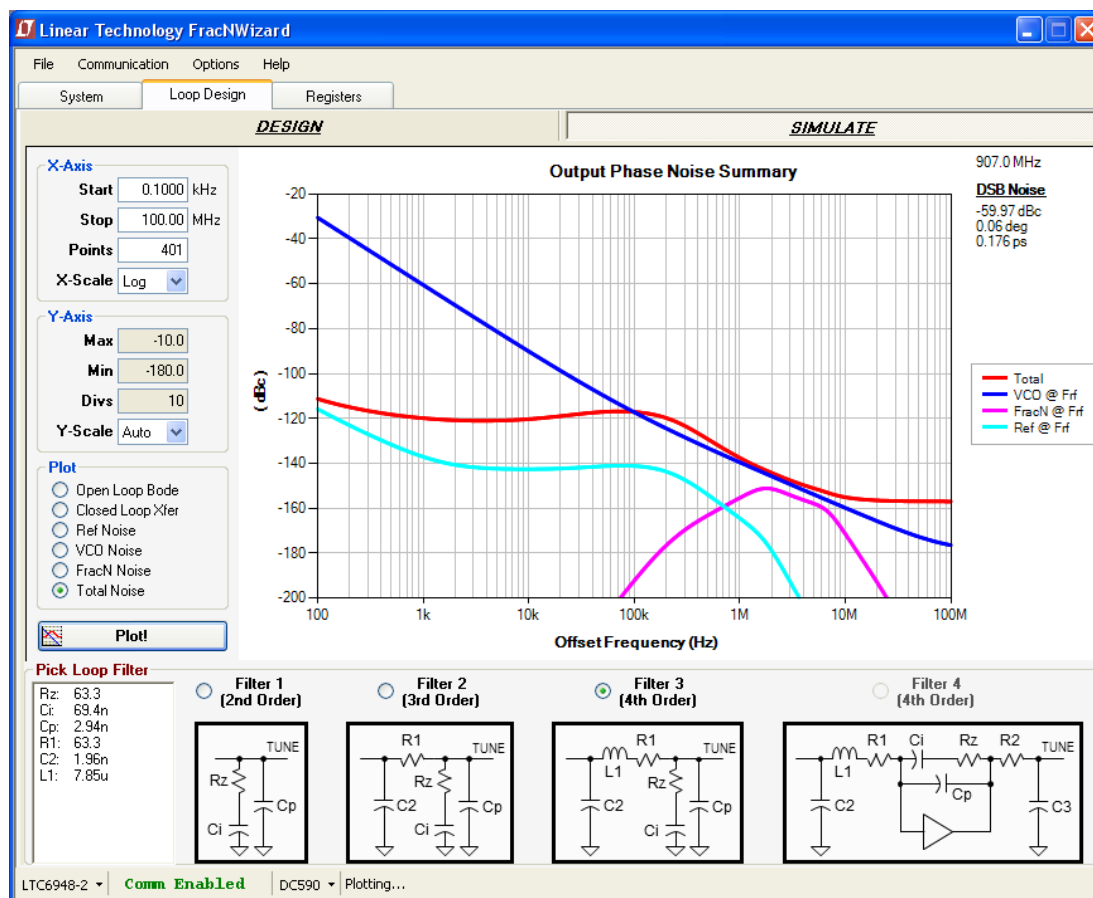 Linear Technology FracNWizard
File Communication Options Help
System Loop Design Registers
DESIGN SIMULATE
X-Axis
Start 0.1000 kHz
Stop 100.00 MHz
Points 401
X-Scale Log
Y-Axis
Max -10.0
Min -180.0
Divs 10
Y-Scale Auto
Plot
Open Loop Bode
Closed Loop Xfer
Ref Noise
VCO Noise
FracN Noise
Total Noise
Plot!
Output Phase Noise Summary
-20
-40
-60
-80
-100
-120
-140
-160
-180
-200
( dBc)
100 1k 10k 100k 1M 10M 100M
Offset Frequency (Hz)
907.0 MHz
DSB Noise
-59.97 dBc
0.06 deg
0.176 ps
Total
VCO @ Frf
FracN @ Frf
Ref @ Frf
Pick Loop Filter
Rz: 63.3
Ci: 69.4n
Cp: 2.94n
R1: 63.3
C2: 1.96n
L1: 7.85u
Filter 1
(2nd Order)
TUNE
Rz
Cp
Ci
Filter 2
(3rd Order)
R1
TUNE
Rz
C2
Cp
Ci
Filter 3
(4th Order)
R1
TUNE
L1
Rz
C2
Cp
Ci
Filter 4
(4th Order)
R1 Ci Rz R2 TUNE
L1
Cp
C2
C3
LTC6948-2 Comm Enabled DC590 Plotting...